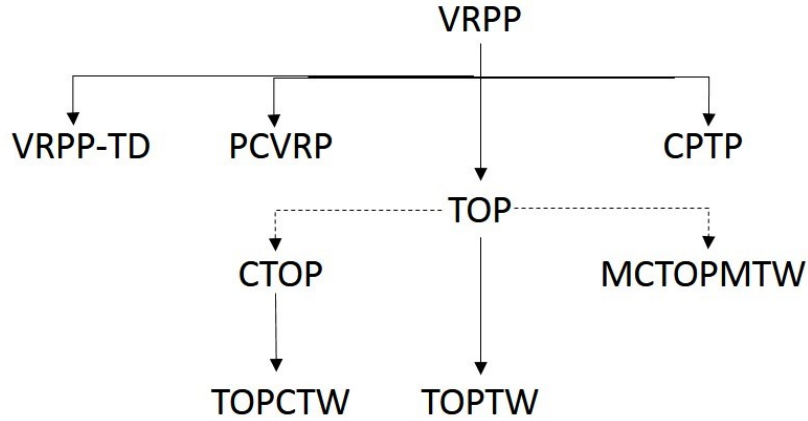 VRPP
VRPP-TD PCVRP CPTP
TOP
CTOP MCTOPMTW
TOPCTW TOPTW